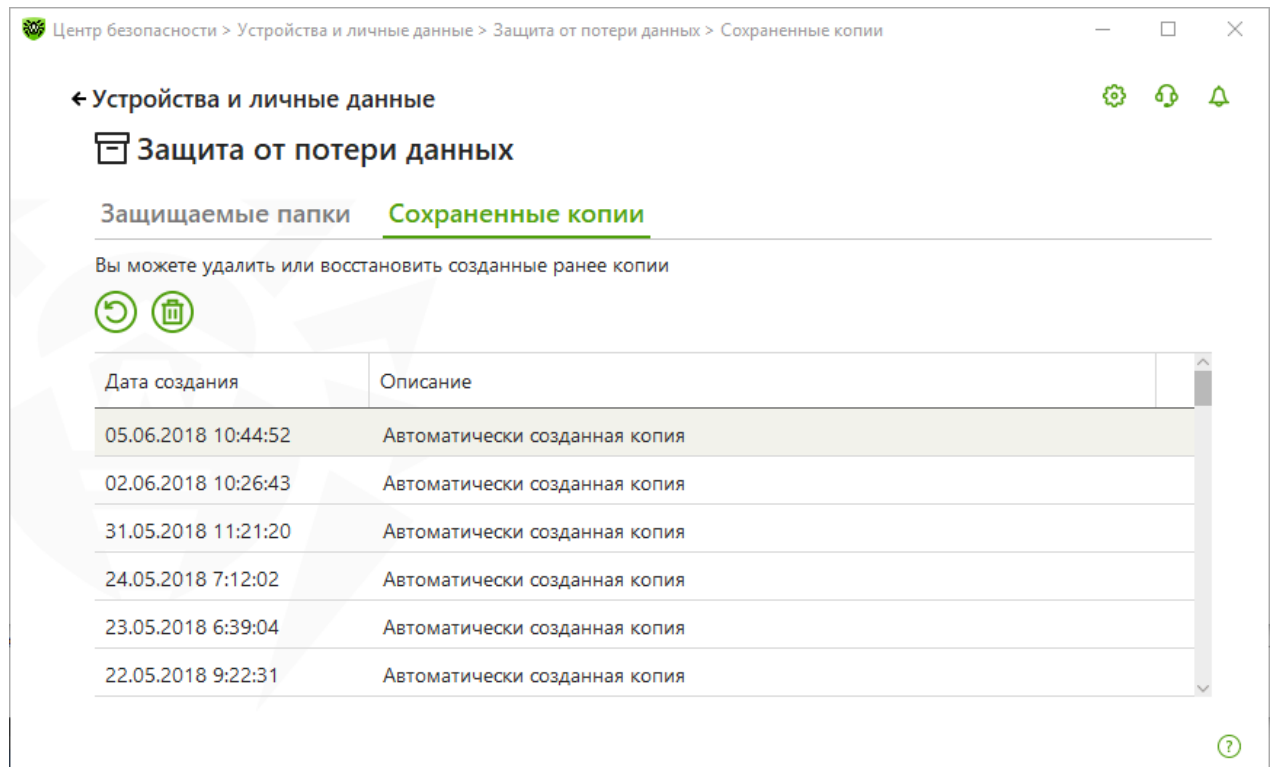 Центр безопасности > Устройства и личные данные > Защита от потери данных > Сохраненные копии
Устройства и личные данные
Защита от потери данных
Защищаемые папки Сохраненные копии
Вы можете удалить или восстановить созданные ранее копии
Дата создания Описание
05.06.2018 10:44:52 Автоматически созданная копия
02.06.2018 10:26:43 Автоматически созданная копия
31.05.2018 11:21:20 Автоматически созданная копия
24.05.2018 7:12:02 Автоматически созданная копия
23.05.2018 6:39:04 Автоматически созданная копия
22.05.2018 9:22:31 Автоматически созданная копия
?